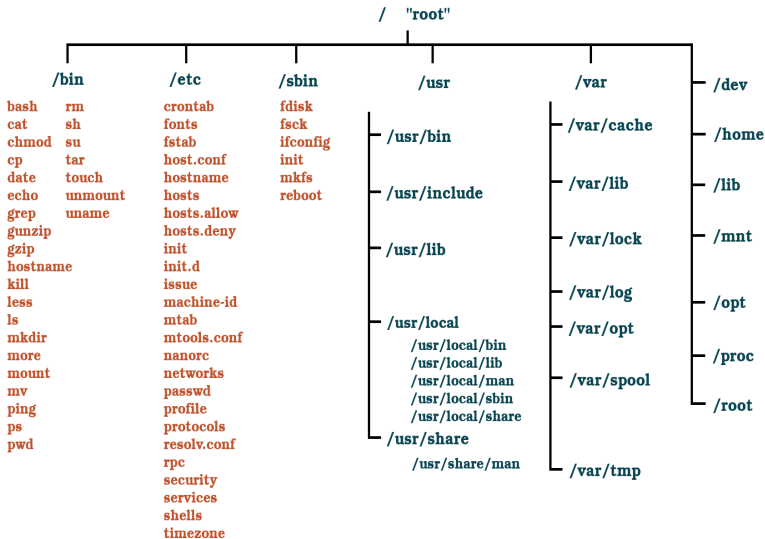 / "root"
/bin
bash rm
cat sh
chmod su
cp tar
date touch
echo unmount
grep uname
gunzip
gzip
hostname
kill
less
ls
mkdir
more
mount
mv
ping
ps
pwd
/etc
crontab
fonts
fstab
host.conf
hostname
hosts
hosts.allow
hosts.deny
init
init.d
issue
machine-id
mtab
mtools.conf
nanorc
networks
passwd
profile
protocols
resolv.conf
rpc
security
services
shells
timezone
/sbin
fdisk
fsck
ifconfig
init
mkfs
reboot
/usr
/usr/bin
/usr/include
/usr/lib
/usr/local
/usr/local/bin
/usr/local/lib
/usr/local/man
/usr/local/sbin
/usr/local/share
/usr/share
/usr/share/man
/var
/var/cache
/var/lib
/var/lock
/var/log
/var/opt
/var/spool
/var/tmp
/dev
/home
/lib
/mnt
/opt
/proc
/root